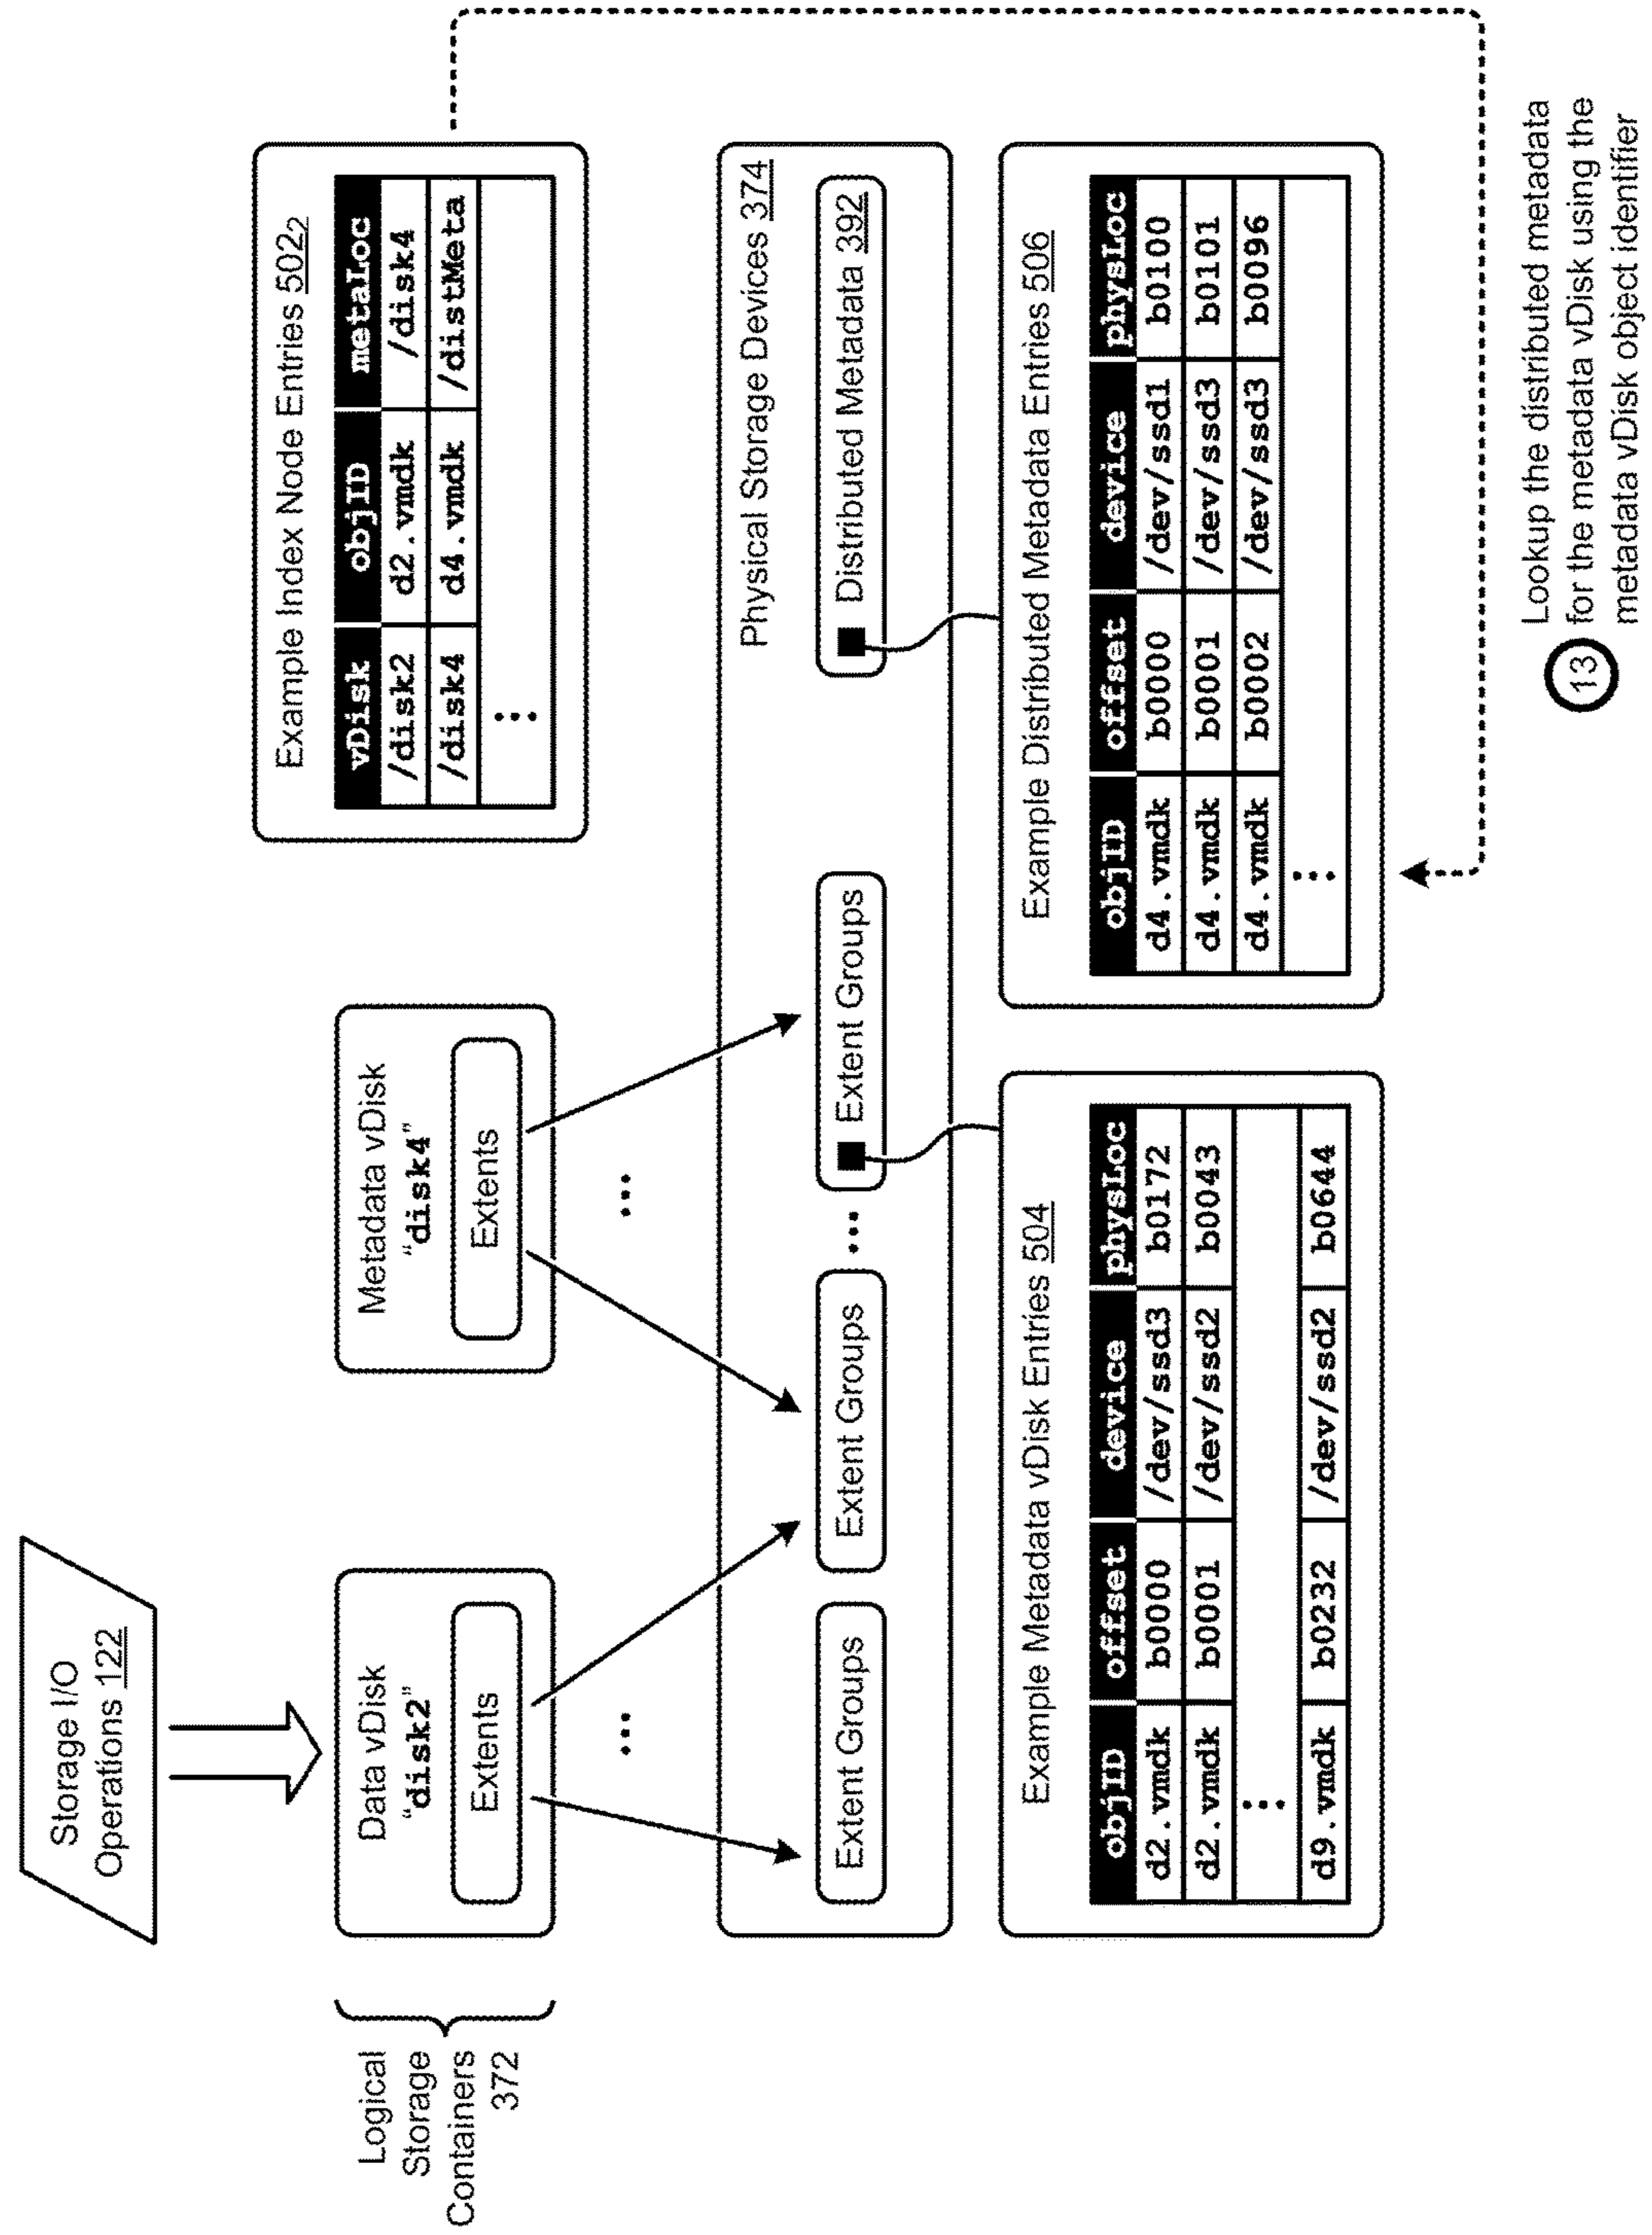 Storage I/O
Operations 122
Logical
Storage
Containers
372
Data vDisk
“disk2”
Extents
...
Metadata vDisk
“disk4”
Extents
...
Example Index Node Entries 502₂
vDisk objID metaLoc
/disk2 d2.vmdk /disk4
/disk4 d4.vmdk /distMeta
...
Physical Storage Devices 374
Extent Groups
Extent Groups
...
Extent Groups
Distributed Metadata 392
Example Metadata vDisk Entries 504
objID offset device physLoc
d2.vmdk b0000 /dev/ssd3 b0172
d2.vmdk b0001 /dev/ssd2 b0043
...
d9.vmdk b0232 /dev/ssd2 b0644
Example Distributed Metadata Entries 506
objID offset device physLoc
d4.vmdk b0000 /dev/ssd1 b0100
d4.vmdk b0001 /dev/ssd3 b0101
d4.vmdk b0002 /dev/ssd3 b0096
...
13
Lookup the distributed metadata
for the metadata vDisk using the
metadata vDisk object identifier